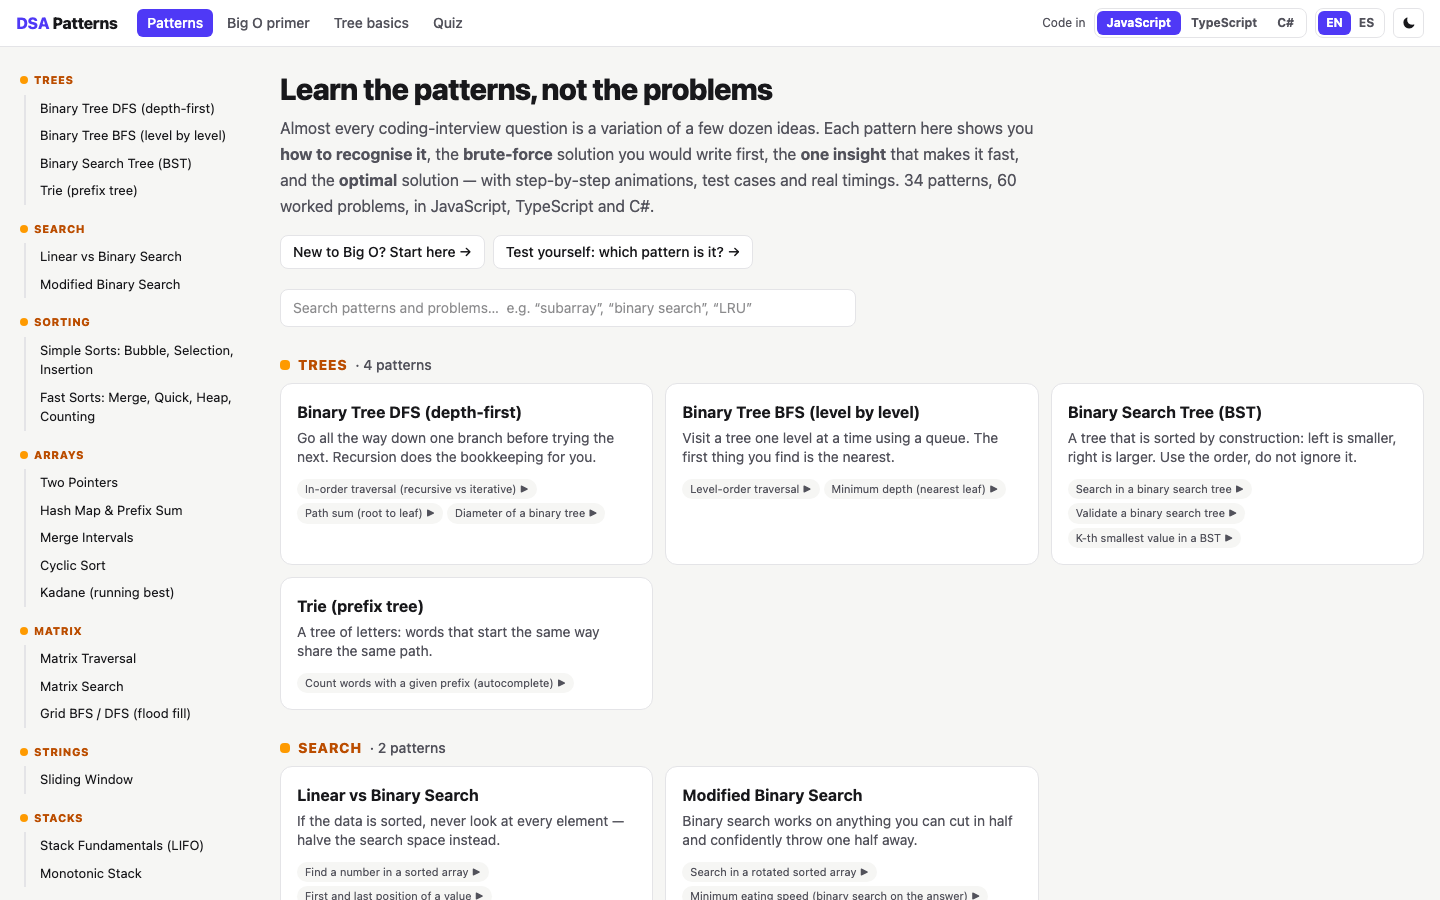 DSA Patterns
Patterns
Big O primer
Tree basics
Quiz
Code in
JavaScript
TypeScript
C#
EN
ES
TREES
Binary Tree DFS (depth-first)
Binary Tree BFS (level by level)
Binary Search Tree (BST)
Trie (prefix tree)
SEARCH
Linear vs Binary Search
Modified Binary Search
SORTING
Simple Sorts: Bubble, Selection,
Insertion
Fast Sorts: Merge, Quick, Heap,
Counting
ARRAYS
Two Pointers
Hash Map & Prefix Sum
Merge Intervals
Cyclic Sort
Kadane (running best)
MATRIX
Matrix Traversal
Matrix Search
Grid BFS / DFS (flood fill)
STRINGS
Sliding Window
STACKS
Stack Fundamentals (LIFO)
Monotonic Stack
Learn the patterns, not the problems
Almost every coding-interview question is a variation of a few dozen ideas. Each pattern here shows you
how to recognise it, the brute-force solution you would write first, the one insight that makes it fast,
and the optimal solution — with step-by-step animations, test cases and real timings. 34 patterns, 60
worked problems, in JavaScript, TypeScript and C#.
New to Big O? Start here →
Test yourself: which pattern is it? →
Search patterns and problems… e.g. “subarray”, “binary search”, “LRU”
TREES · 4 patterns
Binary Tree DFS (depth-first)
Go all the way down one branch before trying the
next. Recursion does the bookkeeping for you.
In-order traversal (recursive vs iterative) ▶
Path sum (root to leaf) ▶
Diameter of a binary tree ▶
Binary Tree BFS (level by level)
Visit a tree one level at a time using a queue. The
first thing you find is the nearest.
Level-order traversal ▶
Minimum depth (nearest leaf) ▶
Binary Search Tree (BST)
A tree that is sorted by construction: left is smaller,
right is larger. Use the order, do not ignore it.
Search in a binary search tree ▶
Validate a binary search tree ▶
K-th smallest value in a BST ▶
Trie (prefix tree)
A tree of letters: words that start the same way
share the same path.
Count words with a given prefix (autocomplete) ▶
SEARCH · 2 patterns
Linear vs Binary Search
If the data is sorted, never look at every element —
halve the search space instead.
Find a number in a sorted array ▶
First and last position of a value ▶
Modified Binary Search
Binary search works on anything you can cut in half
and confidently throw one half away.
Search in a rotated sorted array ▶
Minimum eating speed (binary search on the answer) ▶